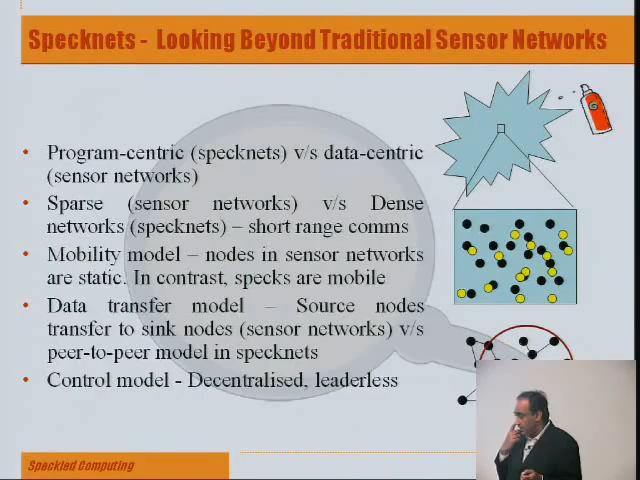 Specknets - Looking Beyond Traditional Sensor Networks
• Program-centric (specknets) v/s data-centric
(sensor networks)
• Sparse (sensor networks) v/s Dense
networks (specknets) – short range comms
• Mobility model – nodes in sensor networks
are static. In contrast, specks are mobile
• Data transfer model – Source nodes
transfer to sink nodes (sensor networks) v/s
peer-to-peer model in specknets
• Control model - Decentralised, leaderless
Speckled Computing